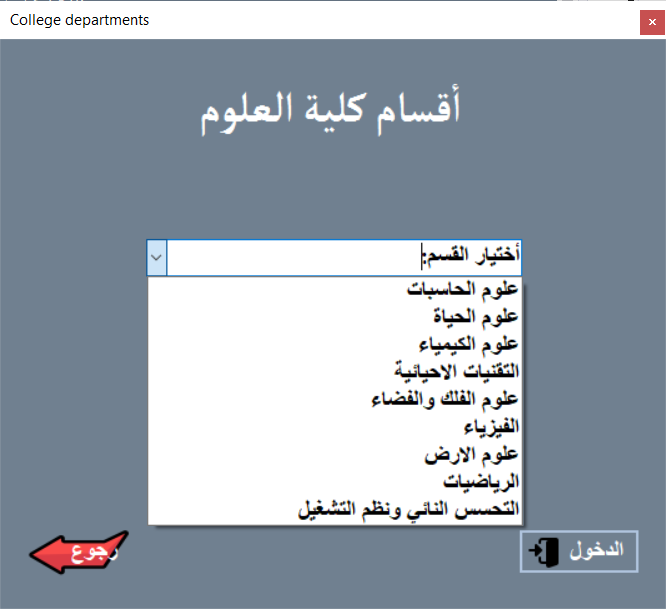 College departments
أقسام كلية العلوم
أختيار القسم:
علوم الحاسبات
علوم الحياة
علوم الكيمياء
التقنيات الاحيائية
علوم الفلك والفضاء
الفيزياء
علوم الارض
الرياضيات
التحسس النائي ونظم التشغيل
الدخول
رجوع